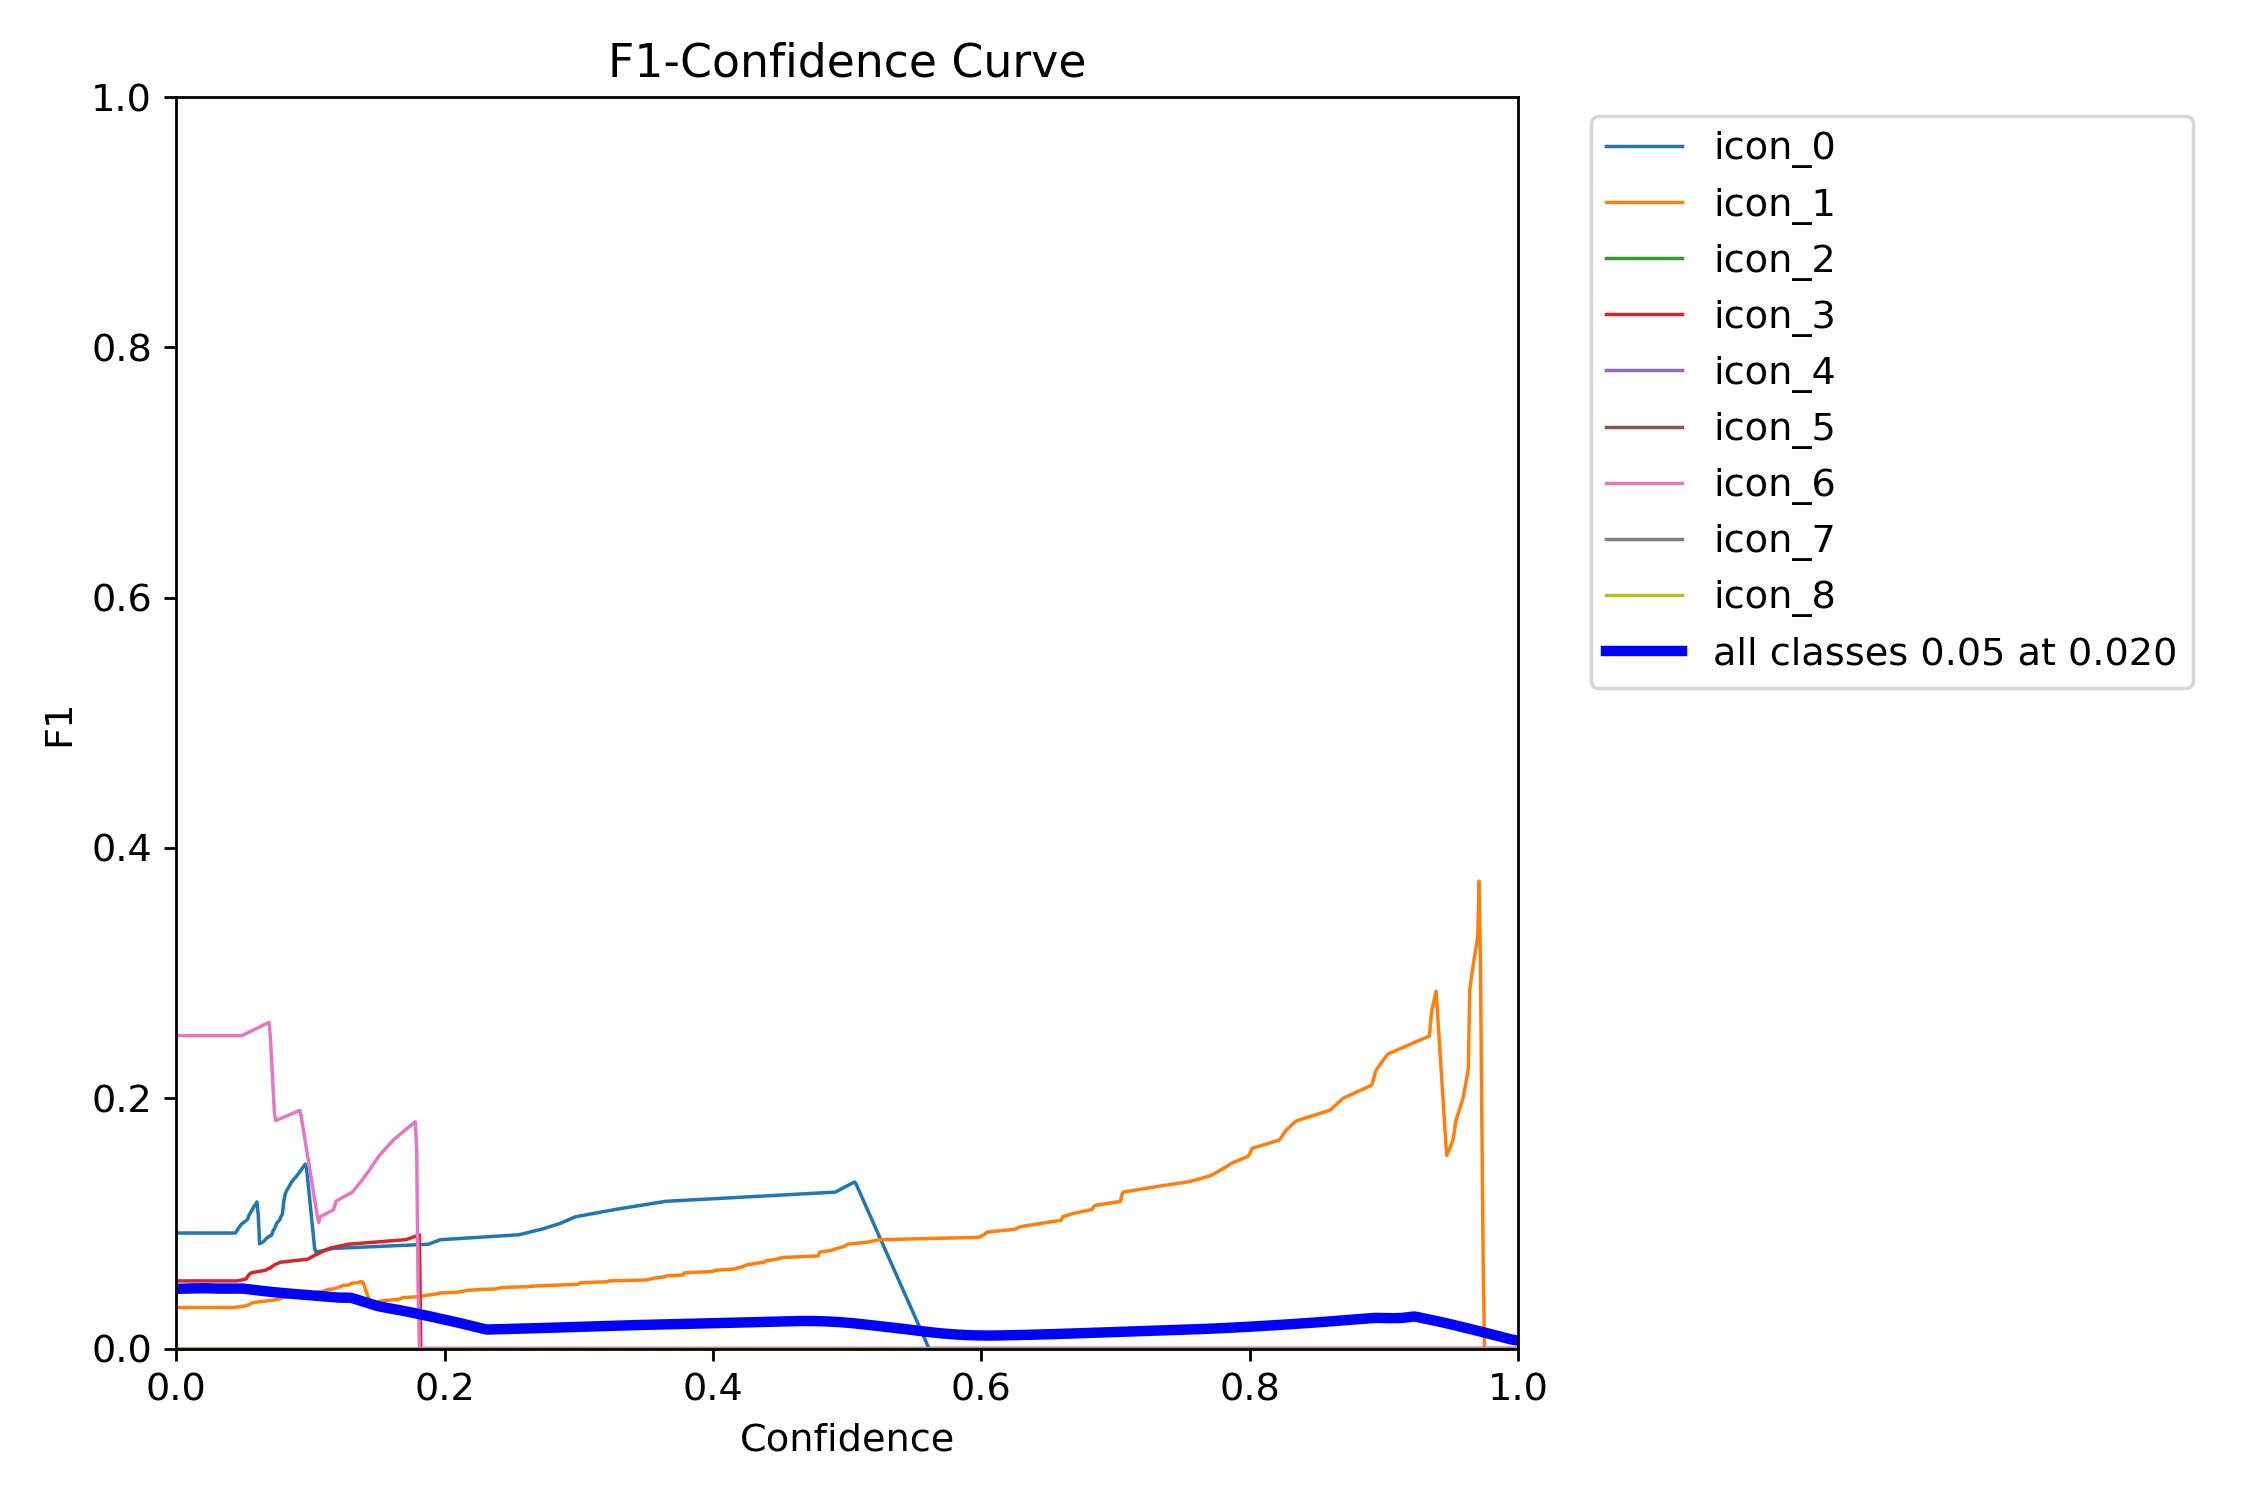 F1-Confidence Curve
1.0
0.8
0.6
0.4
0.2
0.0
F1
0.0 0.2 0.4 0.6 0.8 1.0
Confidence
icon_0
icon_1
icon_2
icon_3
icon_4
icon_5
icon_6
icon_7
icon_8
all classes 0.05 at 0.020